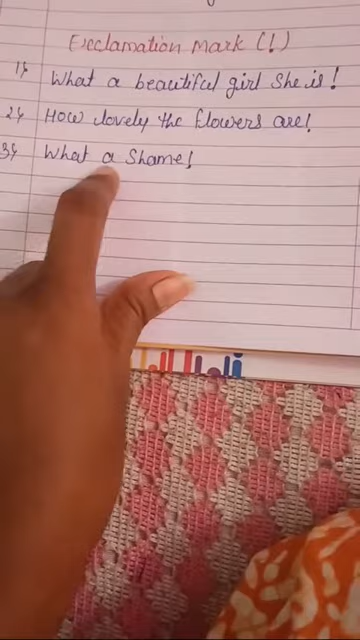 Exclamation Mark (!)
1) What a beautiful girl she is!
2) How lovely the flowers are!
3) What a Shame!